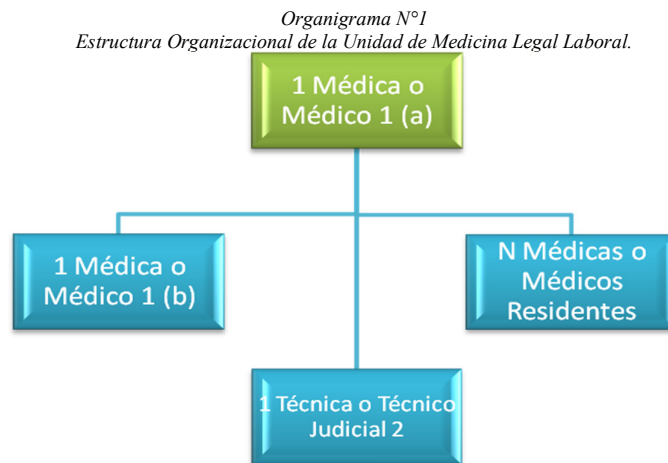 Organigrama N°1
Estructura Organizacional de la Unidad de Medicina Legal Laboral.
1 Médica o
Médico 1 (a)
1 Médica o
Médico 1 (b)
N Médicas o
Médicos
Residentes
1 Técnica o Técnico
Judicial 2